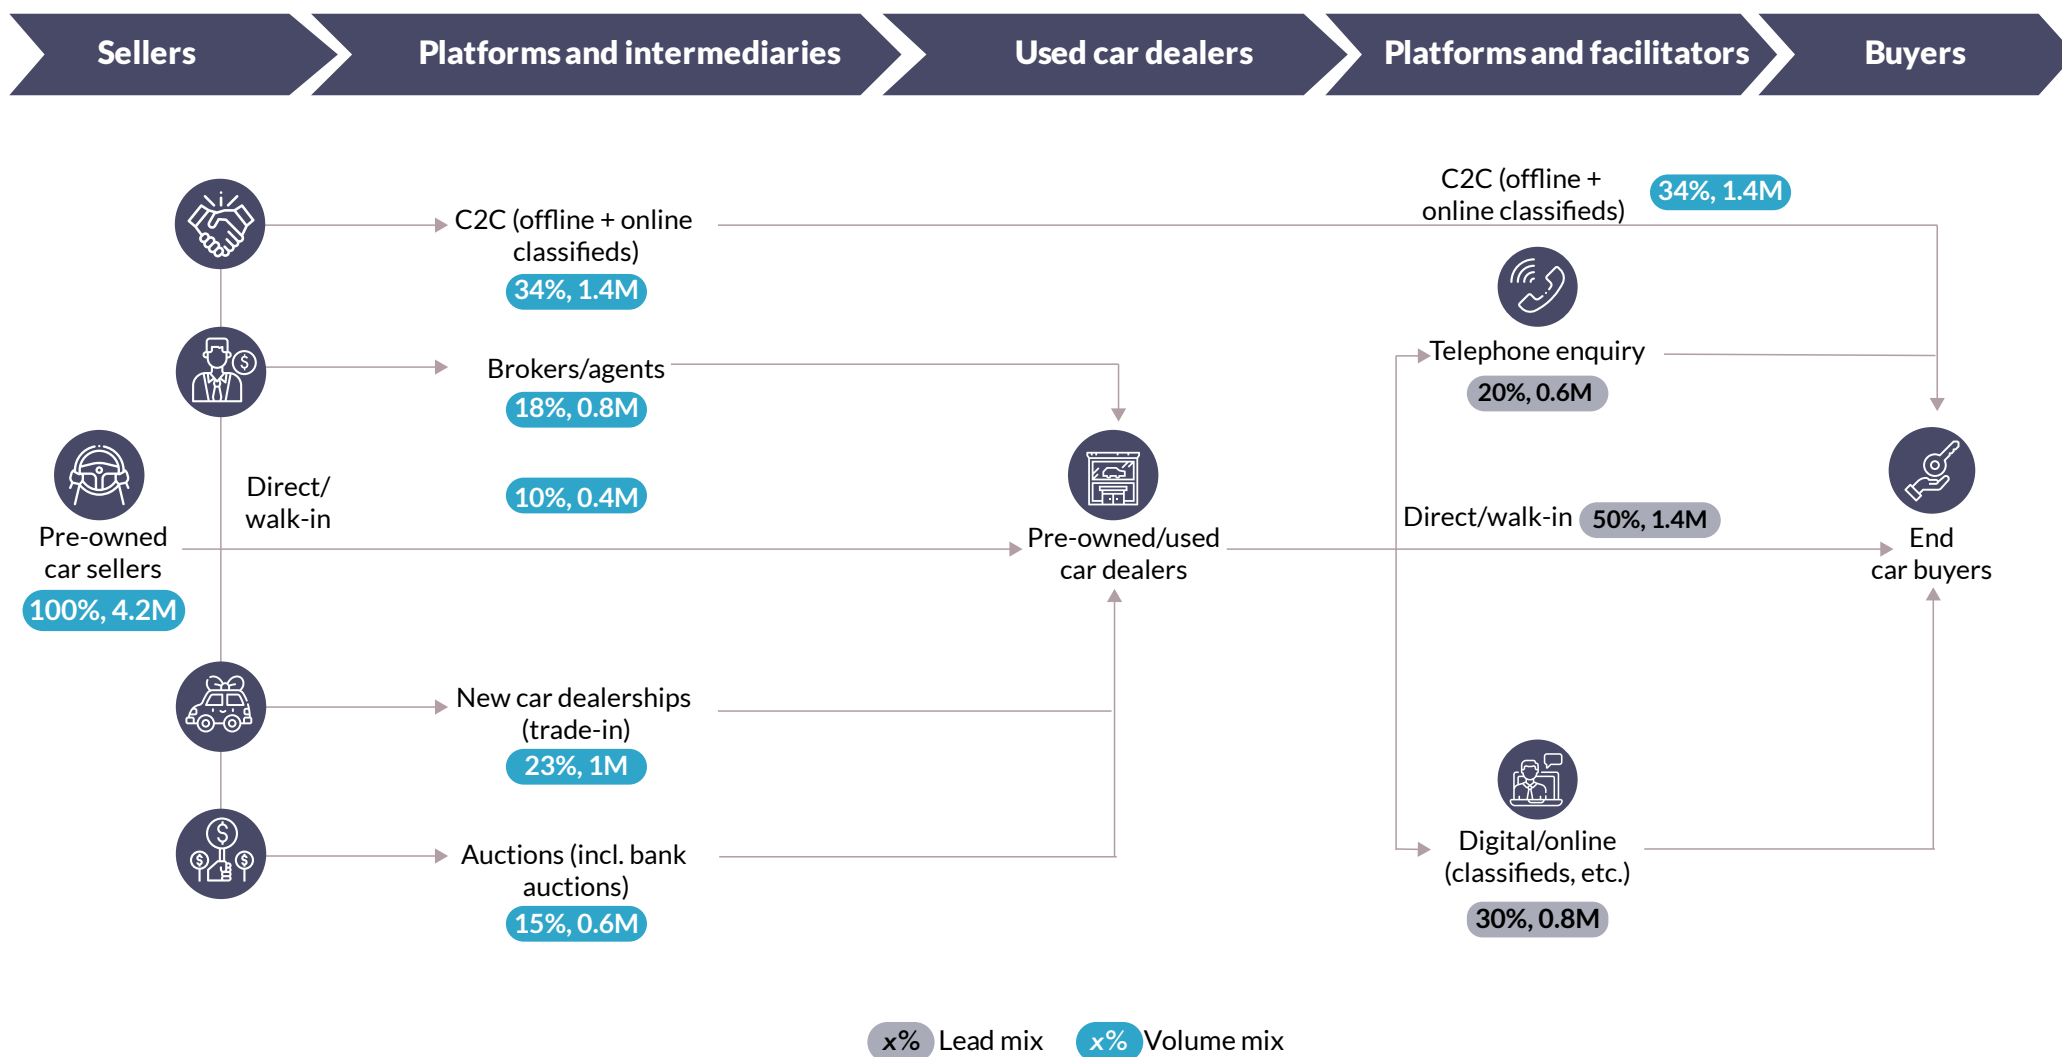 Sellers
Platforms and intermediaries
Used car dealers
Platforms and facilitators
Buyers
C2C (offline + online
classifieds)
34%, 1.4M
C2C (offline +
online classifieds)
34%, 1.4M
Brokers/agents
18%, 0.8M
Telephone enquiry
20%, 0.6M
Direct/
walk-in
10%, 0.4M
Pre-owned
car sellers
100%, 4.2M
Pre-owned/used
car dealers
Direct/walk-in
50%, 1.4M
End
car buyers
New car dealerships
(trade-in)
23%, 1M
Auctions (incl. bank
auctions)
15%, 0.6M
Digital/online
(classifieds, etc.)
30%, 0.8M
x% Lead mix
x% Volume mix
$
$
$
$